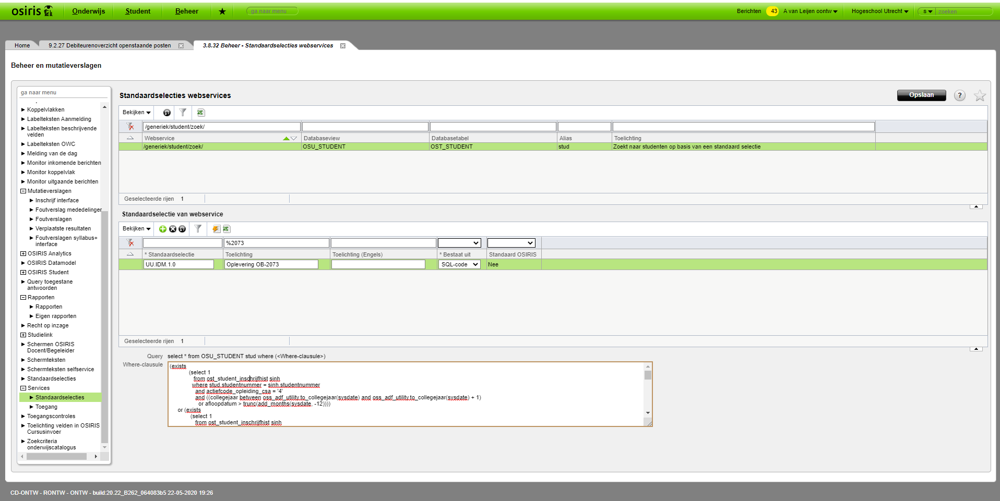 osiris Onderwijs Student Beheer ★ ga naar menu Berichten 43 A van Leijen oontw Hogeschool Utrecht s zoeken
Home 9.2.27 Debiteurenoverzicht openstaande posten 3.8.32 Beheer - Standaardselecties webservices
Beheer en mutatieverslagen
ga naar menu
Koppelvlakken
Labelteksten Aanmelding
Labelteksten beschrijvende
velden
Labelteksten OWC
Melding van de dag
Monitor inkomende berichten
Monitor koppelvlak
Monitor uitgaande berichten
Mutatieverslagen
Inschrijf interface
Foutverslag mededelingen
Foutverslagen
Verplaatste resultaten
Foutverslagen syllabus+
interface
OSIRIS Analytics
OSIRIS Datamodel
OSIRIS Student
Query toegestane
antwoorden
Rapporten
Rapporten
Eigen rapporten
Recht op inzage
Studielink
Schermen OSIRIS
Docent/Begeleider
Schermteksten
Schermteksten selfservice
Standaardselecties
Services
Standaardselecties
Toegang
Toegangscontroles
Toelichting velden in OSIRIS
Cursusinvoer
Zoekcriteria
onderwijscatalogus
Standaardselecties webservices Opslaan ?
Bekijken
/generiek/student/zoek/
Webservice Databaseview Databasetabel Alias Toelichting
/generiek/student/zoek/ OSU_STUDENT OST_STUDENT stud Zoekt naar studenten op basis van een standaard selectie
Geselecteerde rijen 1
Standaardselectie van webservice
Bekijken
%2073
* Standaardselectie Toelichting Toelichting (Engels) * Bestaat uit Standaard OSIRIS
UU.IDM.1.0 Oplevering OB-2073 SQL-code Nee
Geselecteerde rijen 1
Query select * from OSU_STUDENT stud where (<Where-clausule>)
Where-clausule (exists
(select 1
from ost_student_inschrijfhist sinh
where stud.studentnummer = sinh.studentnummer
and actiefcode_opleiding_csa = '4'
and ((collegejaar between oss_adf_utility.to_collegejaar(sysdate) and oss_adf_utility.to_collegejaar(sysdate) + 1)
or afloopdatum > trunc(add_months(sysdate, -12))))
or (exists
(select 1
from ost_student_inschrijfhist sinh
CD-ONTW - RONTW - ONTW - build:20.22_B262_064083b5 22-05-2020 19:26